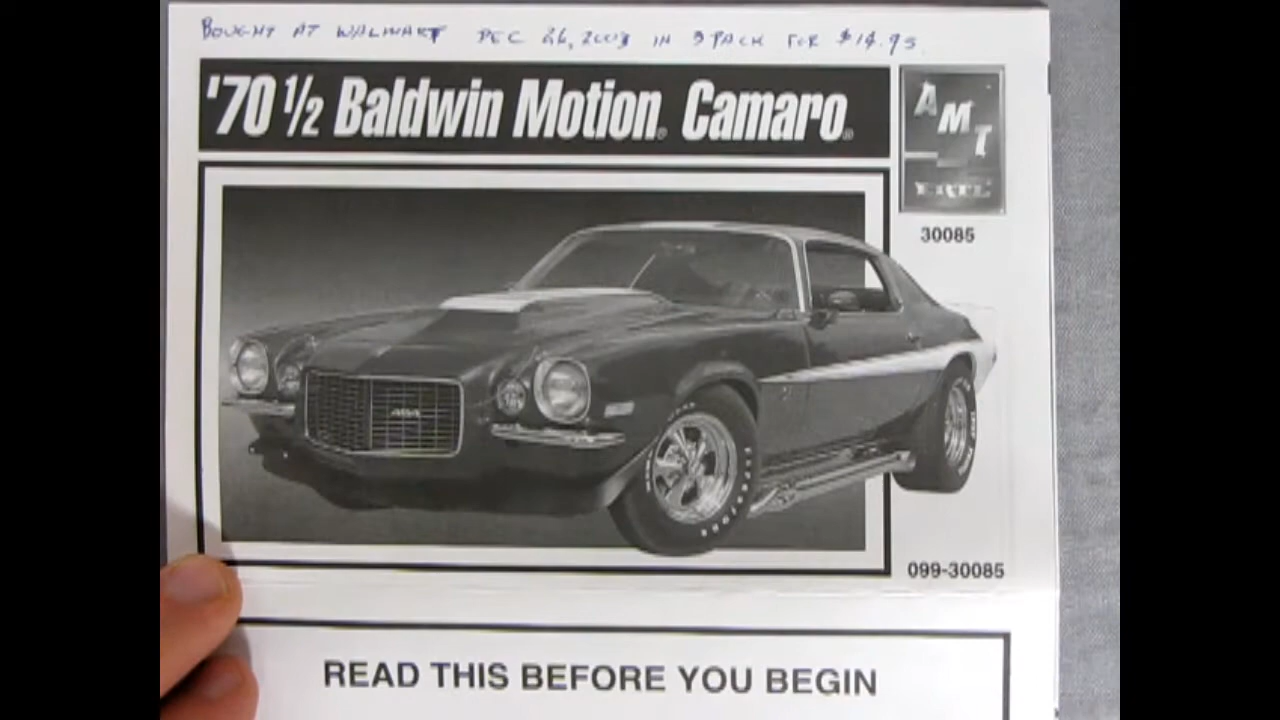 BOUGHT AT WALMART DEC 26, 2003 IN 3 PACK FOR $14.95
'70 1/2 Baldwin Motion® Camaro®
AMT
ERTL
30085
099-30085
READ THIS BEFORE YOU BEGIN